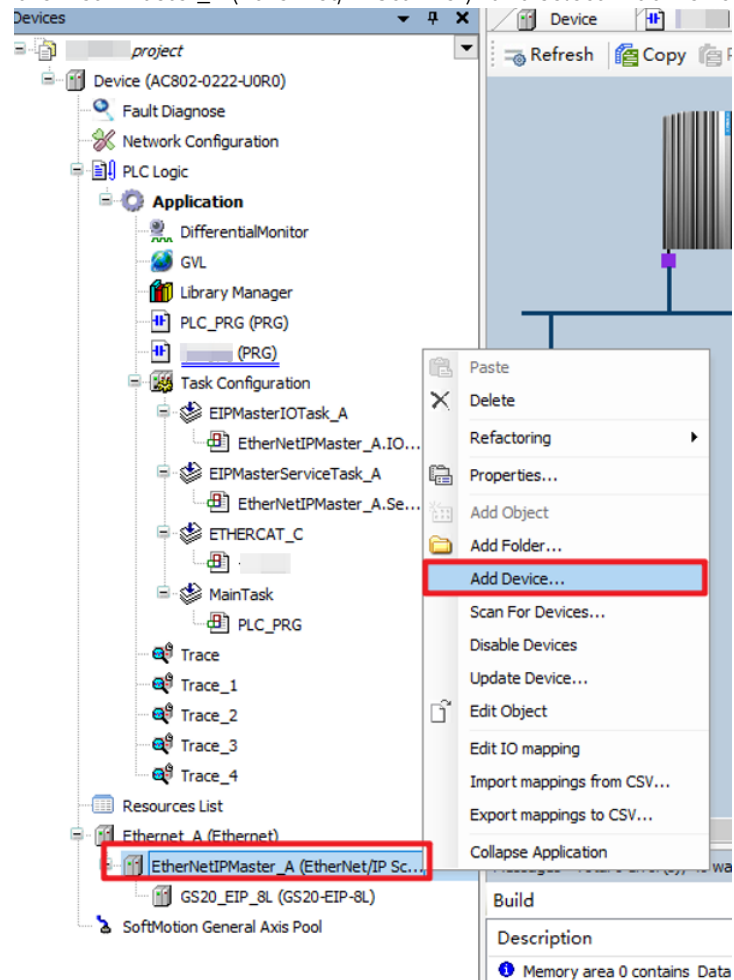 Devices
project
Device (AC802-0222-U0R0)
Fault Diagnose
Network Configuration
PLC Logic
Application
DifferentialMonitor
GVL
Library Manager
PLC_PRG (PRG)
(PRG)
Task Configuration
EIPMasterIOTask_A
EtherNetIPMaster_A.IO...
EIPMasterServiceTask_A
EtherNetIPMaster_A.Se...
ETHERCAT_C
MainTask
PLC_PRG
Trace
Trace_1
Trace_2
Trace_3
Trace_4
Resources List
Ethernet_A (Ethernet)
EtherNetIPMaster_A (EtherNet/IP Sc...
GS20_EIP_8L (GS20-EIP-8L)
SoftMotion General Axis Pool
Device
Refresh Copy
Paste
Delete
Refactoring
Properties...
Add Object
Add Folder...
Add Device...
Scan For Devices...
Disable Devices
Update Device...
Edit Object
Edit IO mapping
Import mappings from CSV...
Export mappings to CSV...
Collapse Application
Build
Description
Memory area 0 contains Data